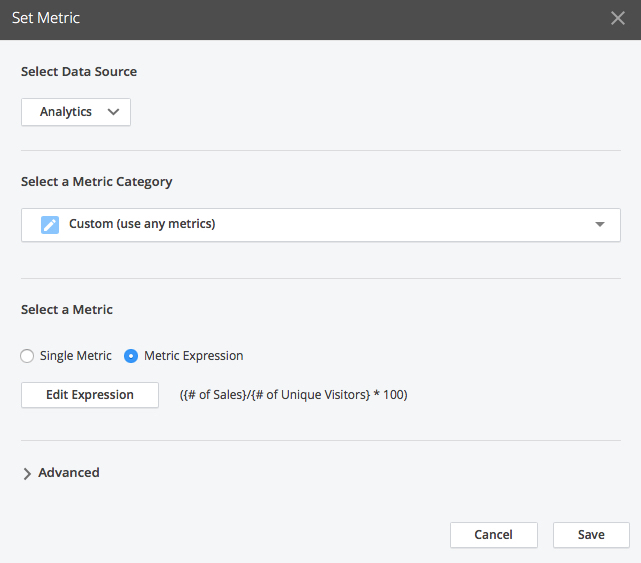 Set Metric
Select Data Source
Analytics
Select a Metric Category
Custom (use any metrics)
Select a Metric
Single Metric Metric Expression
Edit Expression ({# of Sales}/{# of Unique Visitors} * 100)
Advanced
Cancel Save